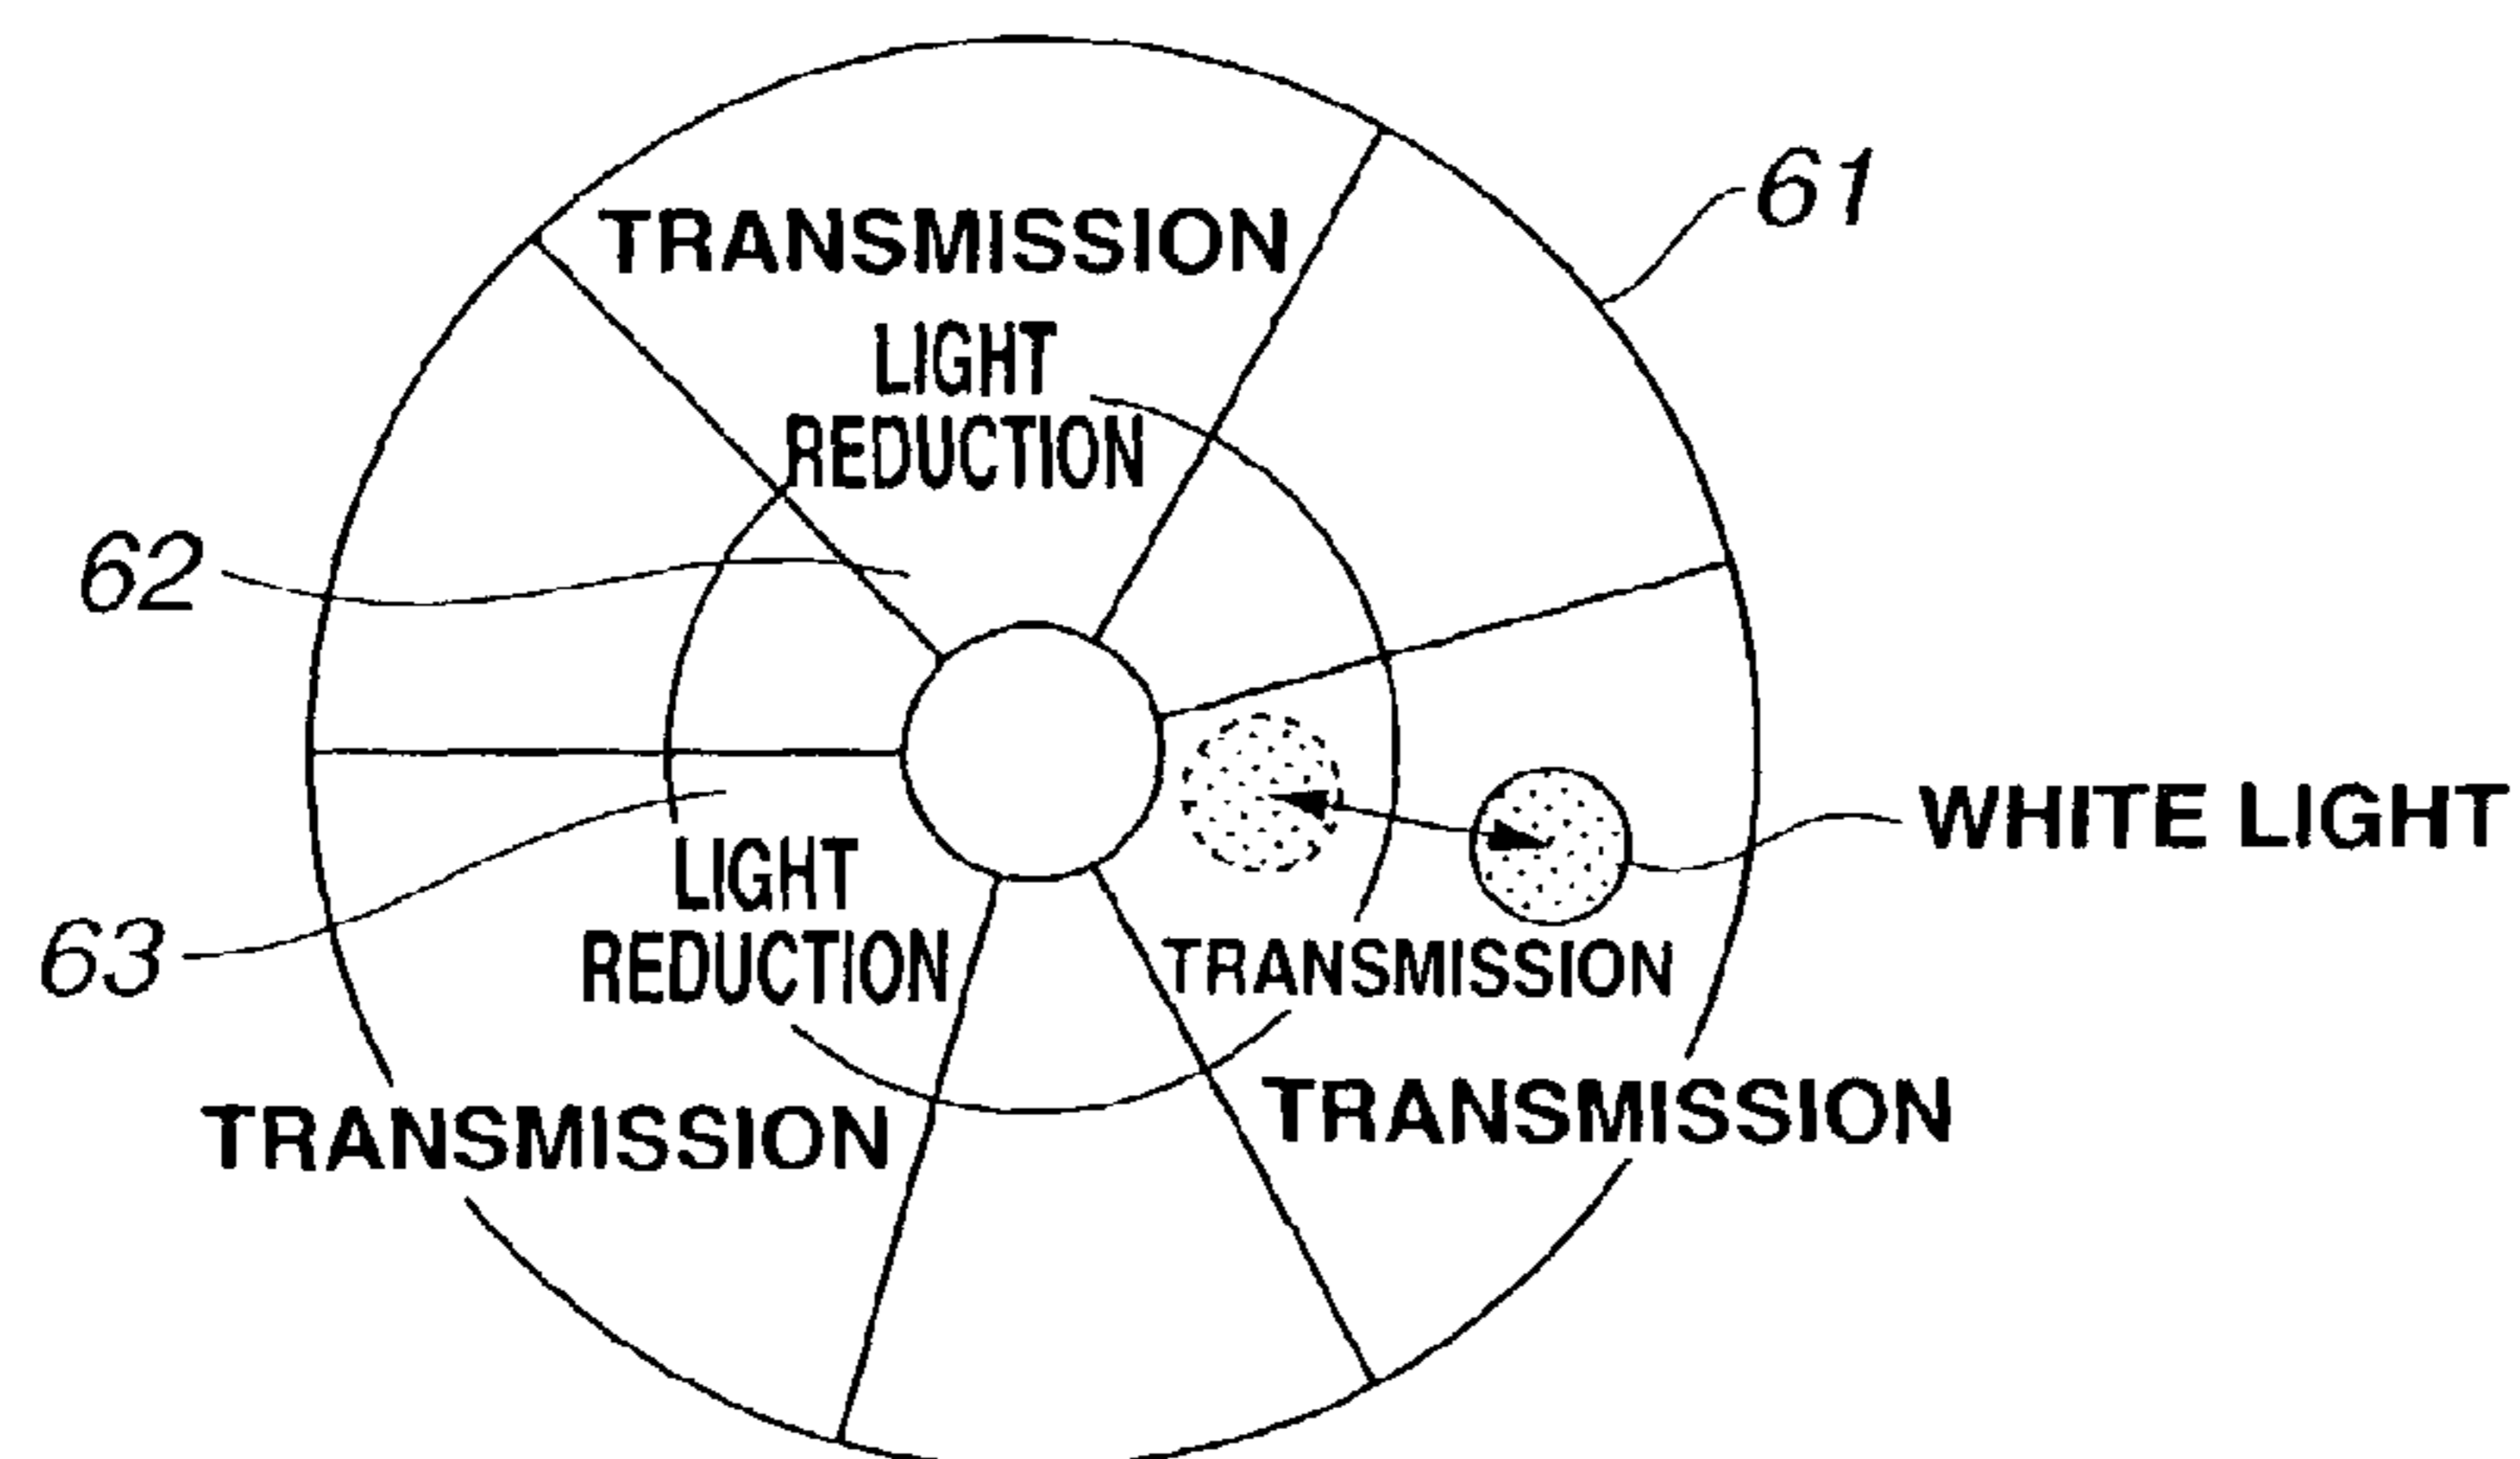 61
TRANSMISSION
LIGHT
REDUCTION
62
WHITE LIGHT
LIGHT
REDUCTION
63
TRANSMISSION
TRANSMISSION
TRANSMISSION